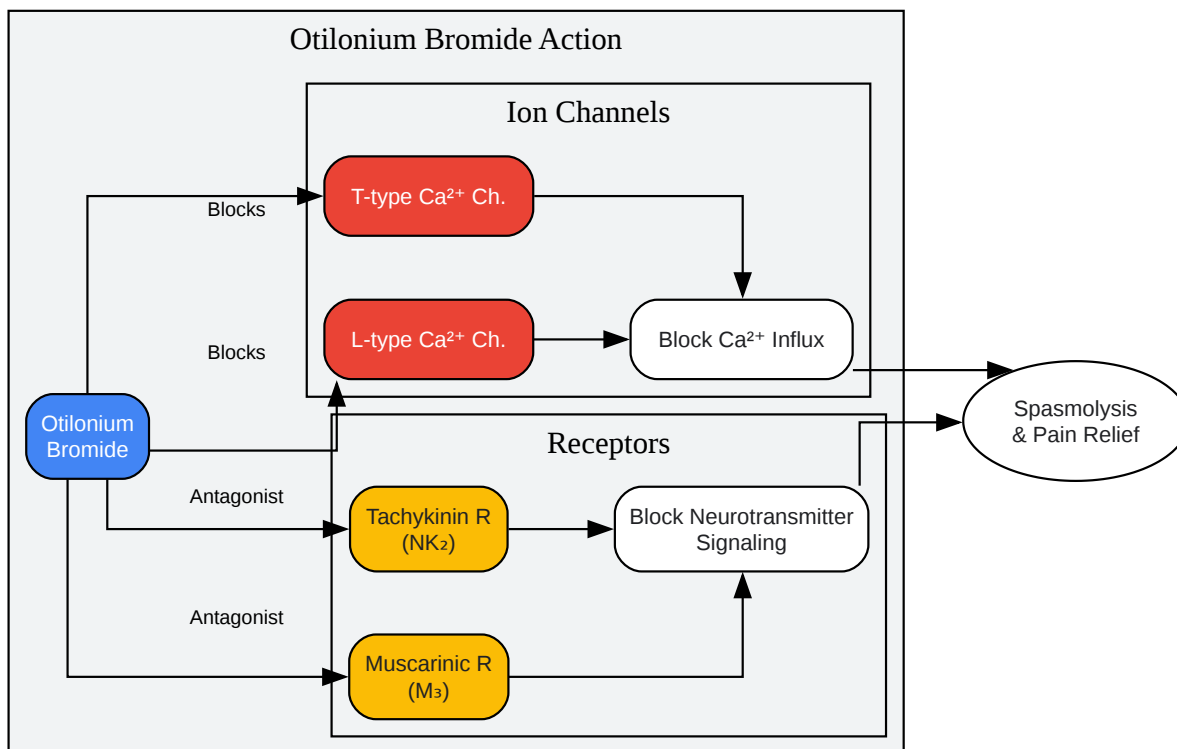 Otilonium Bromide Action
Ion Channels
T-type Ca²⁺ Ch.
Blocks
L-type Ca²⁺ Ch.
Block Ca²⁺ Influx
Blocks
Otilonium
Bromide
Spasmolysis
& Pain Relief
Receptors
Antagonist
Tachykinin R
(NK₂)
Block Neurotransmitter
Signaling
Antagonist
Muscarinic R
(M₃)